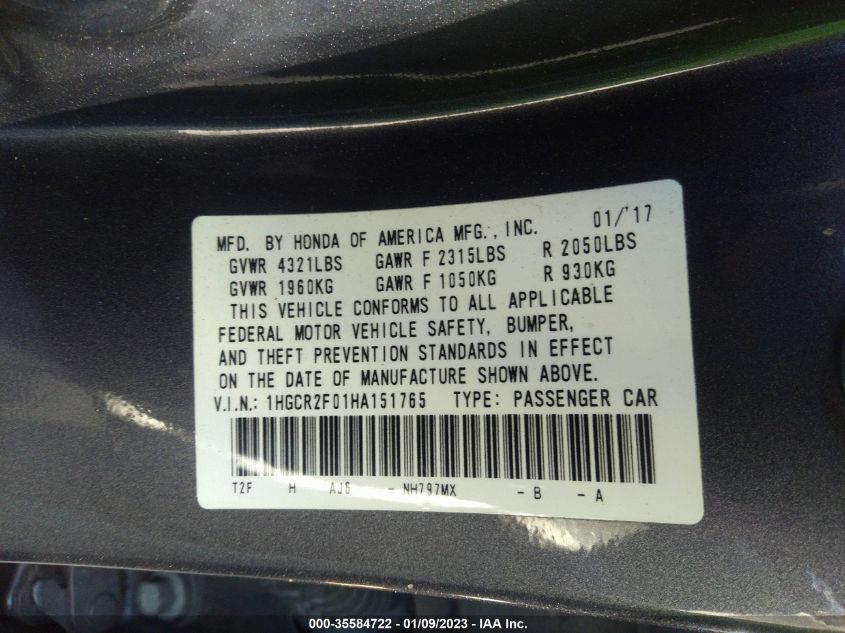 MFD. BY HONDA OF AMERICA MFG., INC. 01/'17
GVWR 4321LBS GAWR F 2315LBS R 2050LBS
GVWR 1960KG GAWR F 1050KG R 930KG
THIS VEHICLE CONFORMS TO ALL APPLICABLE
FEDERAL MOTOR VEHICLE SAFETY, BUMPER,
AND THEFT PREVENTION STANDARDS IN EFFECT
ON THE DATE OF MANUFACTURE SHOWN ABOVE.
V.I.N.: 1HGCR2F01HA151765 TYPE: PASSENGER CAR
T2F H AJ6 - NH797MX - B - A
000-35584722 - 01/09/2023 - IAA Inc.